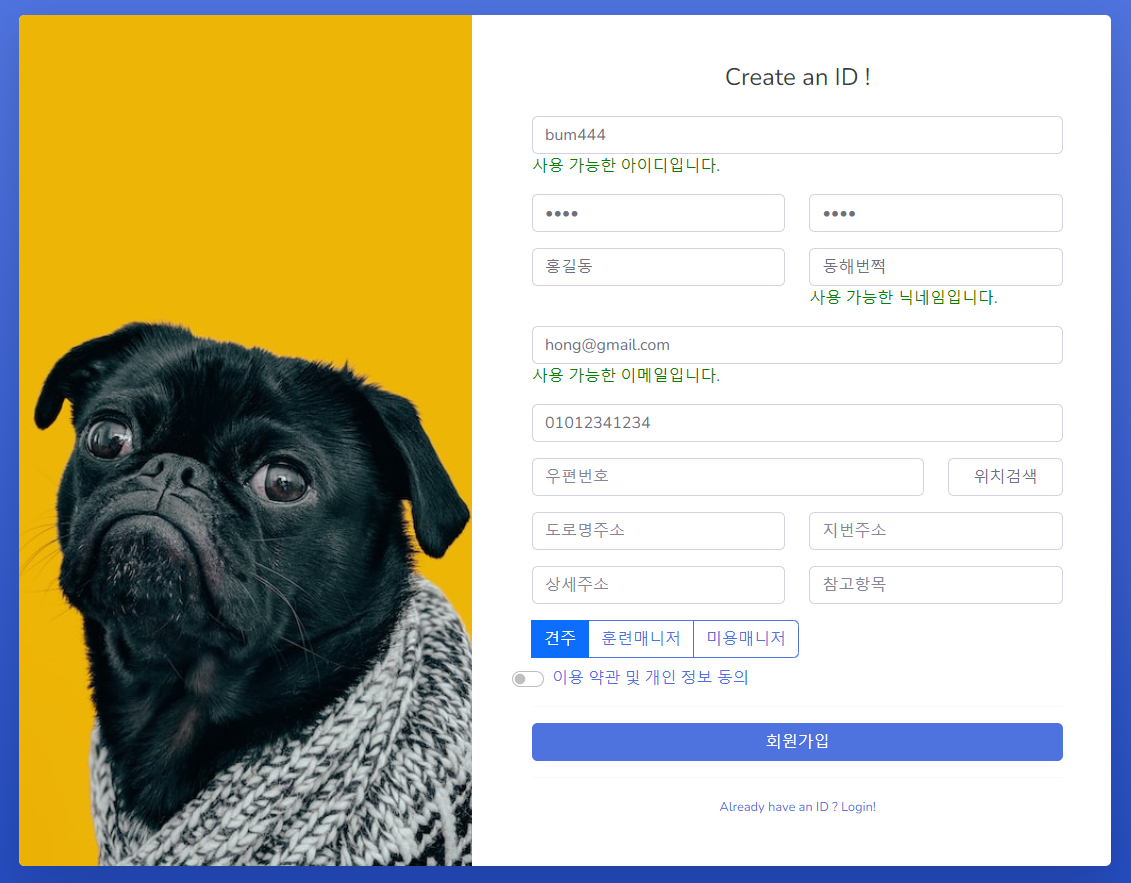 Create an ID !
bum444
사용 가능한 아이디입니다.
•••• ••••
홍길동 동해번쩍
사용 가능한 닉네임입니다.
hong@gmail.com
사용 가능한 이메일입니다.
01012341234
우편번호 위치검색
도로명주소 지번주소
상세주소 참고항목
견주 훈련매니저 미용매니저
이용 약관 및 개인 정보 동의
회원가입
Already have an ID ? Login!